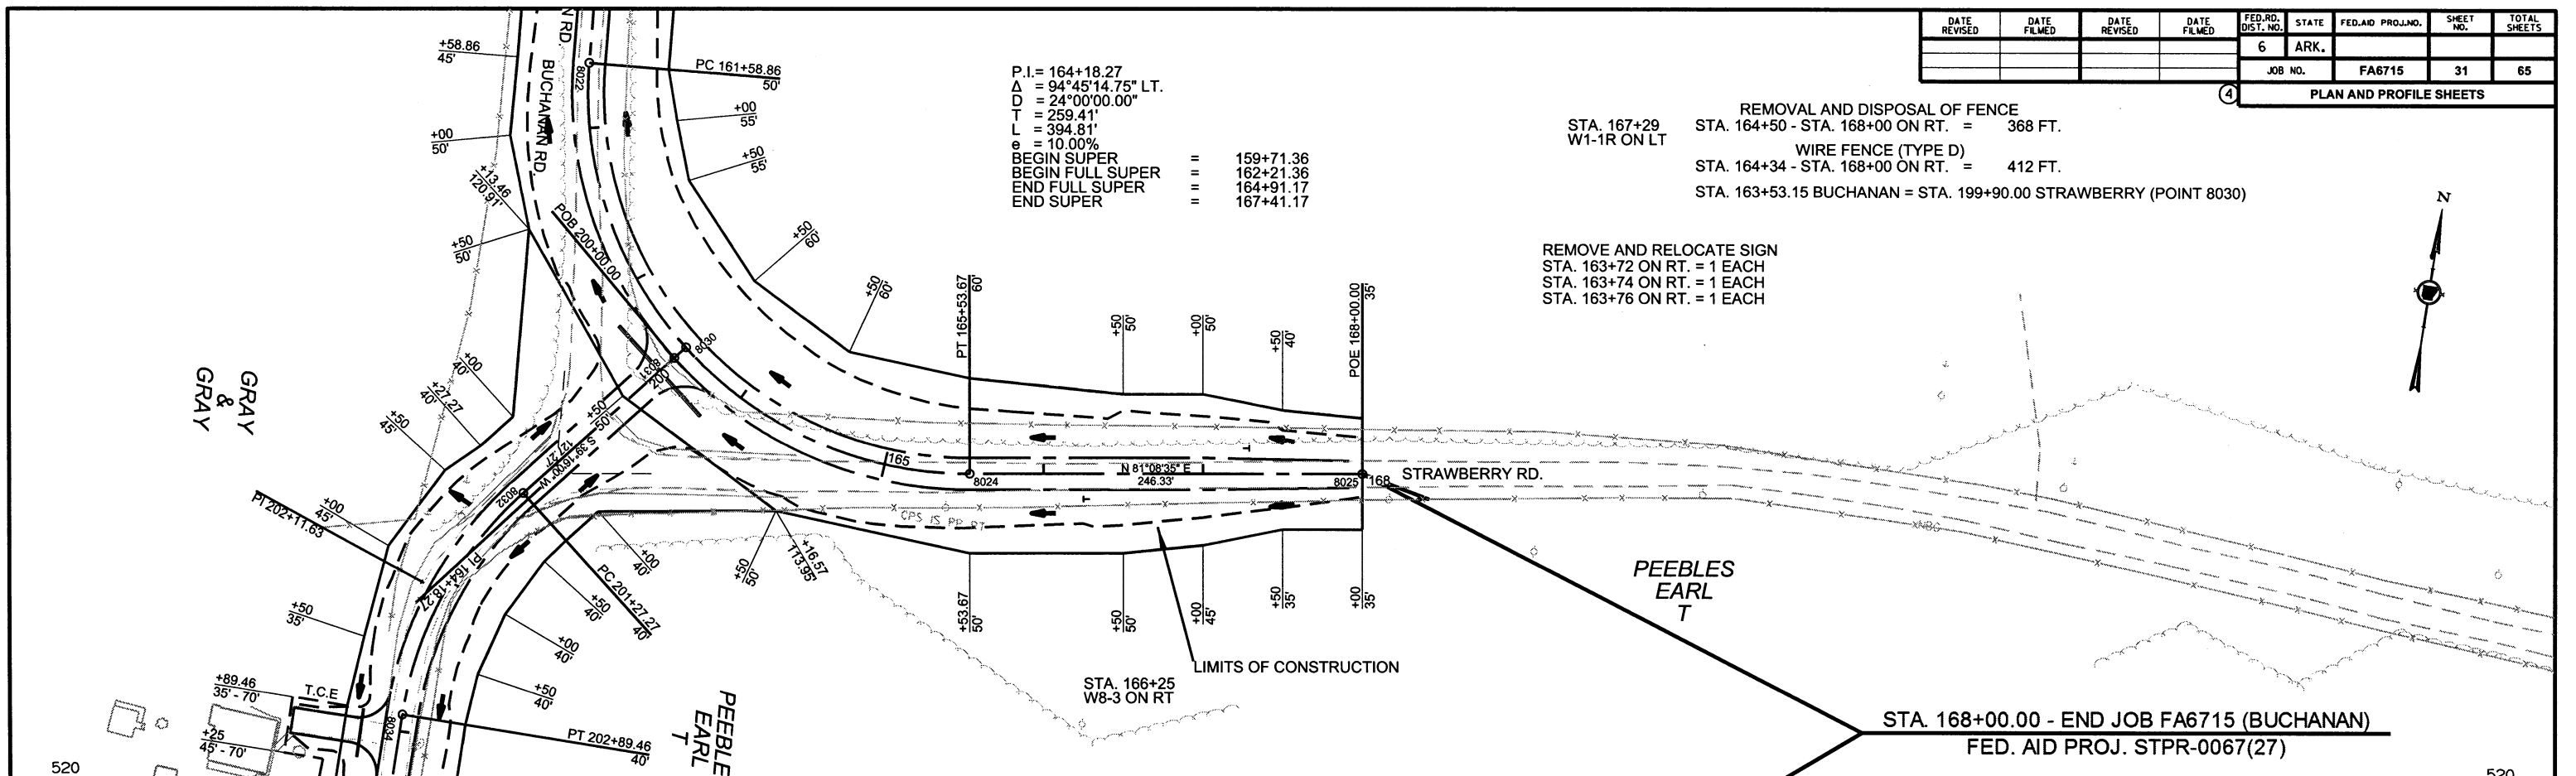 DATE REVISED DATE FILMED DATE REVISED DATE FILMED FED.RD. DIST. NO. STATE FED.AID PROJ.NO. SHEET NO. TOTAL SHEETS
6 ARK.
JOB NO. FA6715 31 65
4 PLAN AND PROFILE SHEETS
P.I.= 164+18.27
Δ = 94°45'14.75" LT.
D = 24°00'00.00"
T = 259.41'
L = 394.81'
e = 10.00%
BEGIN SUPER = 159+71.36
BEGIN FULL SUPER = 162+21.36
END FULL SUPER = 164+91.17
END SUPER = 167+41.17
STA. 167+29
W1-1R ON LT
REMOVAL AND DISPOSAL OF FENCE
STA. 164+50 - STA. 168+00 ON RT. = 368 FT.
WIRE FENCE (TYPE D)
STA. 164+34 - STA. 168+00 ON RT. = 412 FT.
STA. 163+53.15 BUCHANAN = STA. 199+90.00 STRAWBERRY (POINT 8030)
REMOVE AND RELOCATE SIGN
STA. 163+72 ON RT. = 1 EACH
STA. 163+74 ON RT. = 1 EACH
STA. 163+76 ON RT. = 1 EACH
N
N RD.
BUCHANAN RD.
8022
+58.86
45'
PC 161+58.86
50'
+00
55'
+50
55'
+00
50'
+13.46
120.91'
+50
50'
POB 200+00.00
+50
60'
+50
60'
PT 165+53.67
60'
+50
50'
+00
50'
+50
40'
POE 168+00.00
35'
8030
8031
200
+50
50'
+00
40'
+27.27
40'
+50
45'
GRAY
&
GRAY
S 39°16'00" W
127.27'
8032
165
8024
N 81°08'35" E
246.33'
8025
168
STRAWBERRY RD.
T
T
CPS IS PP RT
PI 202+11.63
+00
45'
PI 164+18.27
+00
40'
PC 201+27.27
40'
+50
40'
+50
50'
+16.57
113.95'
+53.67
50'
+50
50'
+00
45'
+50
35'
+00
35'
+50
35'
+00
40'
+50
40'
LIMITS OF CONSTRUCTION
STA. 166+25
W8-3 ON RT
PEEBLES
EARL
T
PEEBLE
EARL
T
+89.46
35' - 70'
T.C.E
+25
45' - 70'
8034
PT 202+89.46
40'
STA. 168+00.00 - END JOB FA6715 (BUCHANAN)
FED. AID PROJ. STPR-0067(27)
520
520